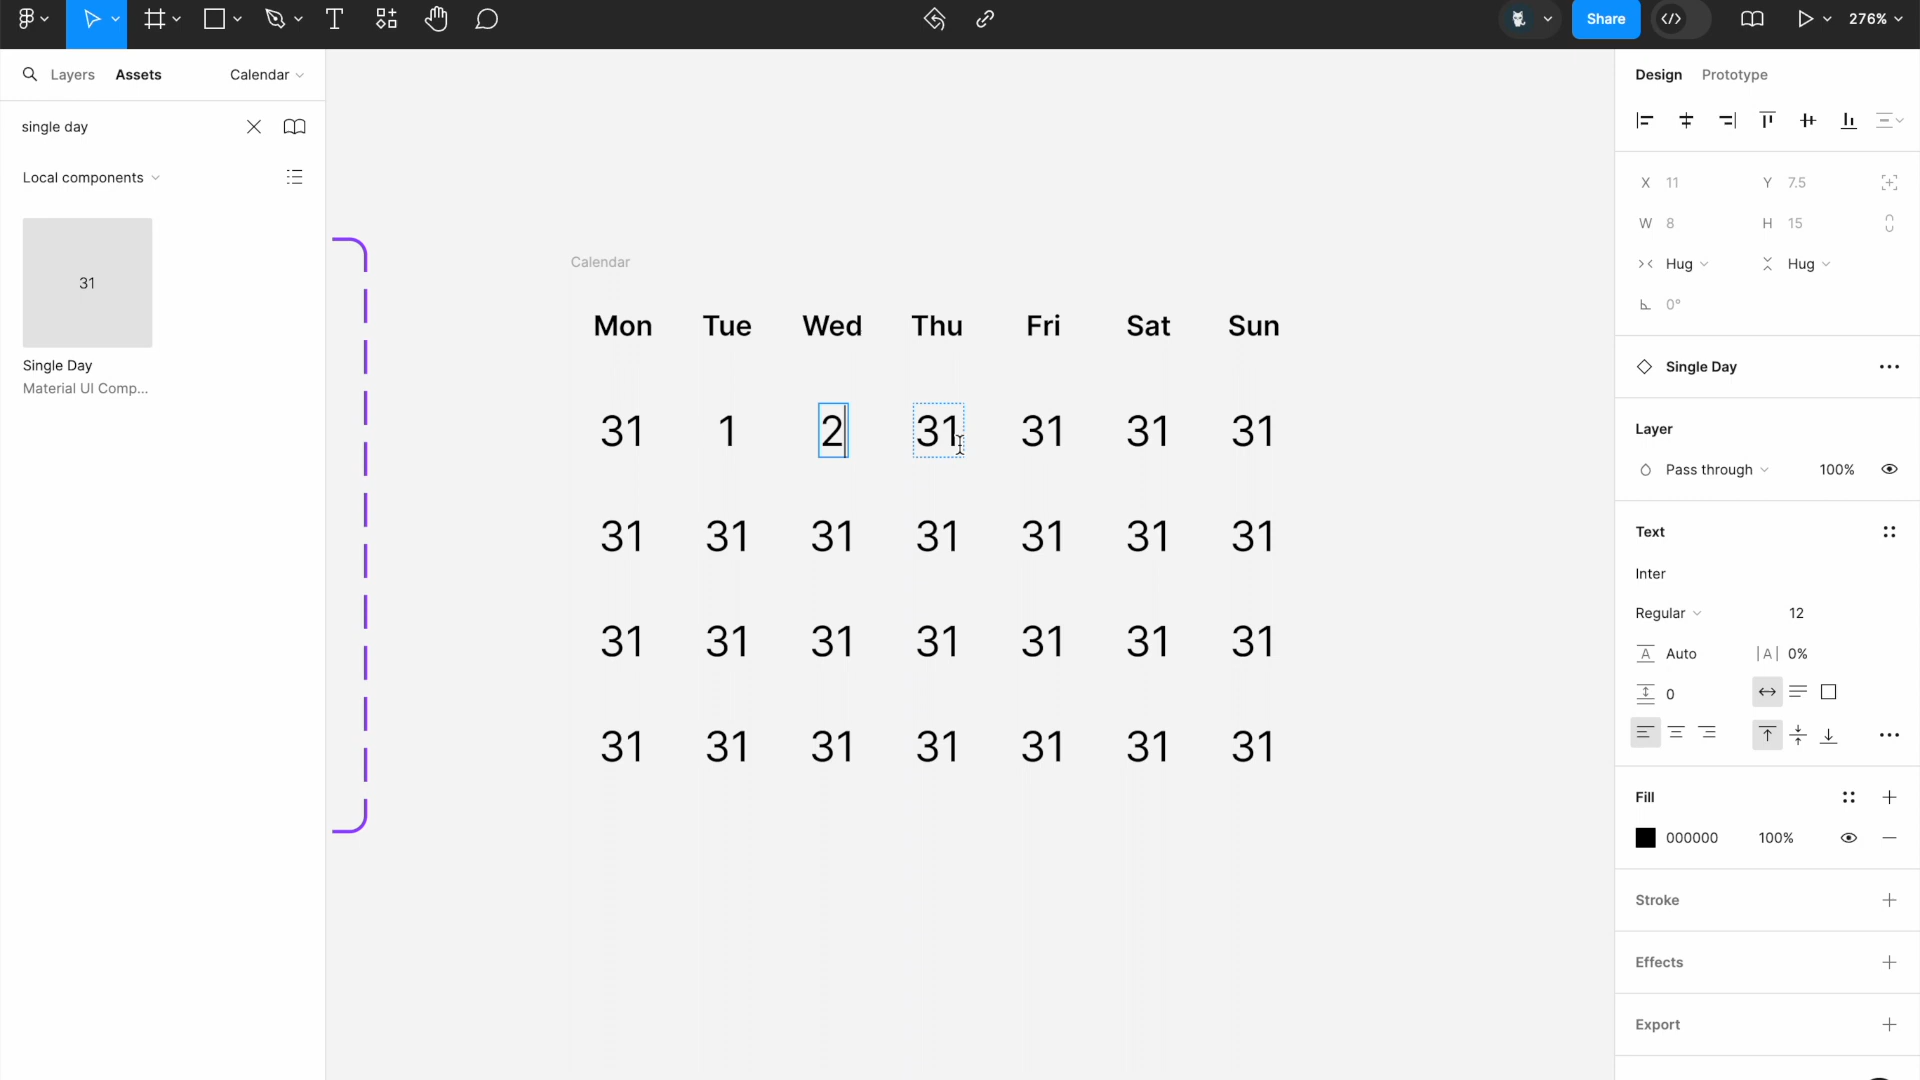 Share
276%
Layers Assets Calendar
Design Prototype
single day
Local components
31
Single Day
Material UI Comp...
Calendar
Mon Tue Wed Thu Fri Sat Sun
31 1 2 31 31 31 31
31 31 31 31 31 31 31
31 31 31 31 31 31 31
31 31 31 31 31 31 31
X 11 Y 7.5
W 8 H 15
Hug Hug
0°
Single Day
Layer
Pass through 100%
Text
Inter
Regular 12
A Auto |A| 0%
0
Fill
000000 100%
Stroke
Effects
Export